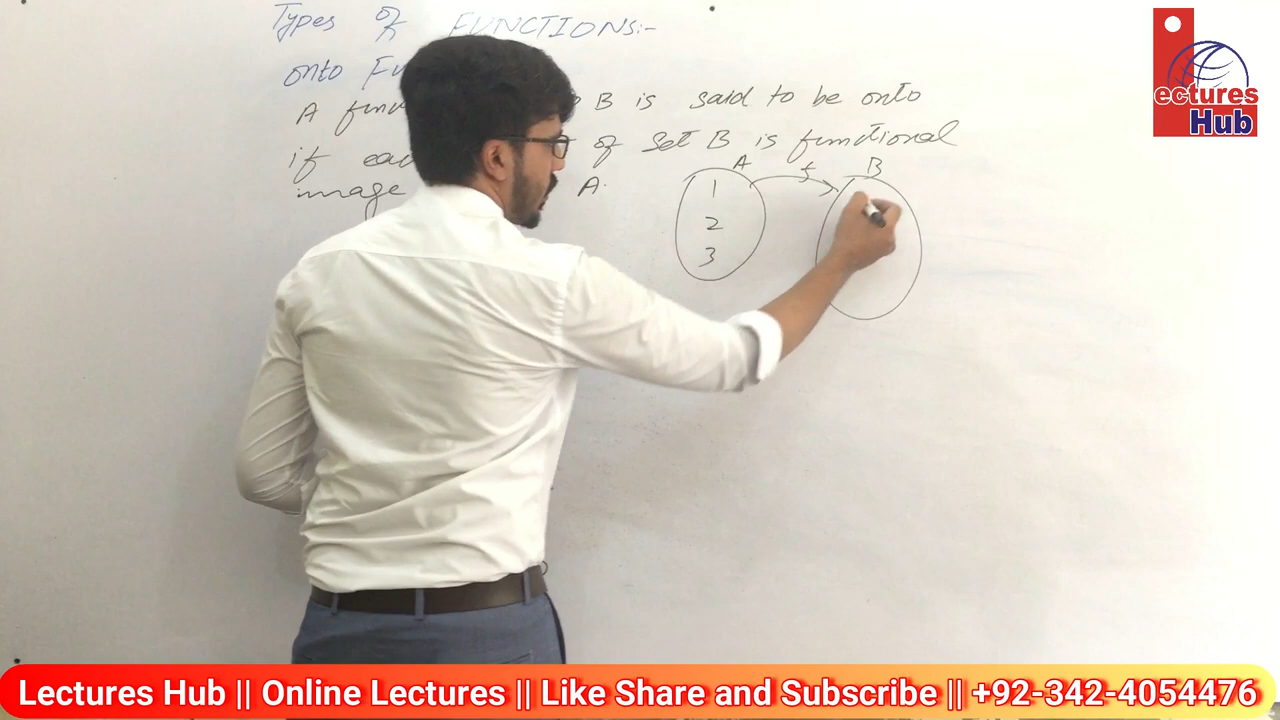 Types of FUNCTIONS:-
onto Fu
A fun B is said to be onto
if eac of Set B is functional
image A.
A f B
1
2
3
Lectures
Hub
Lectures Hub || Online Lectures || Like Share and Subscribe || +92-342-4054476